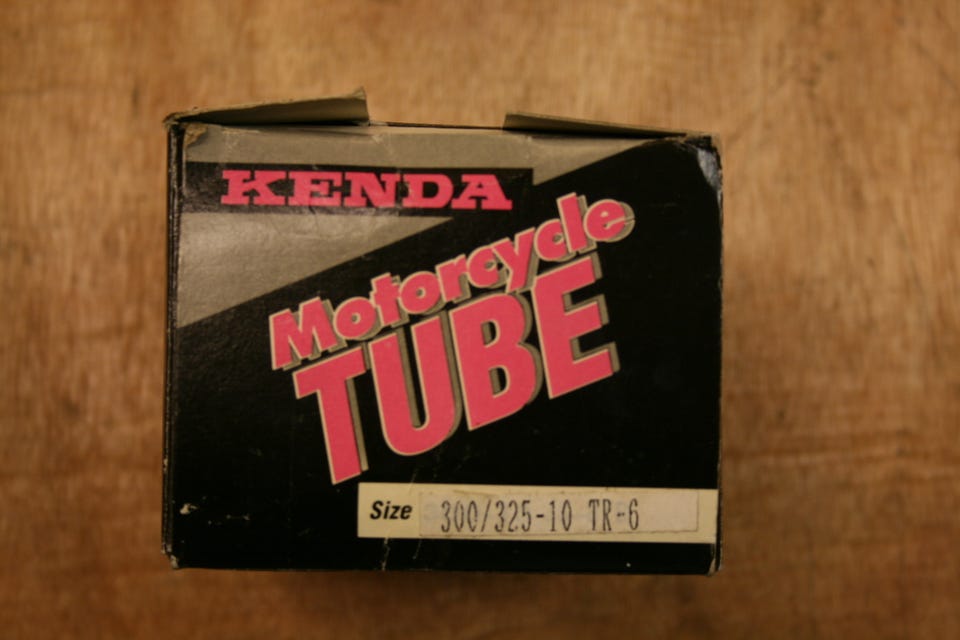 KENDA
Motorcycle
TUBE
Size 300/325-10 TR-6